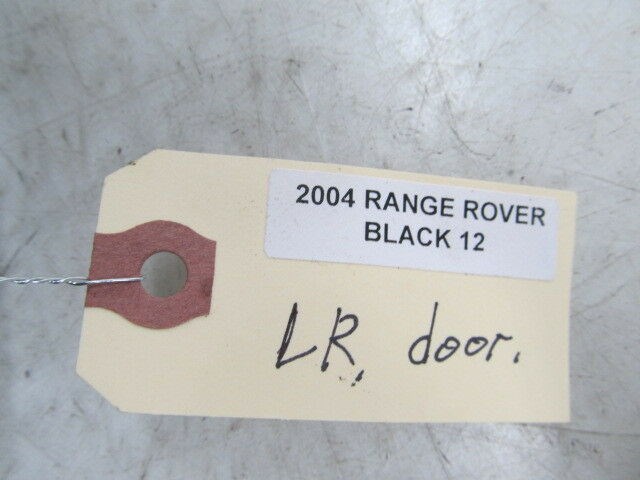 2004 RANGE ROVER
BLACK 12
LR, door.